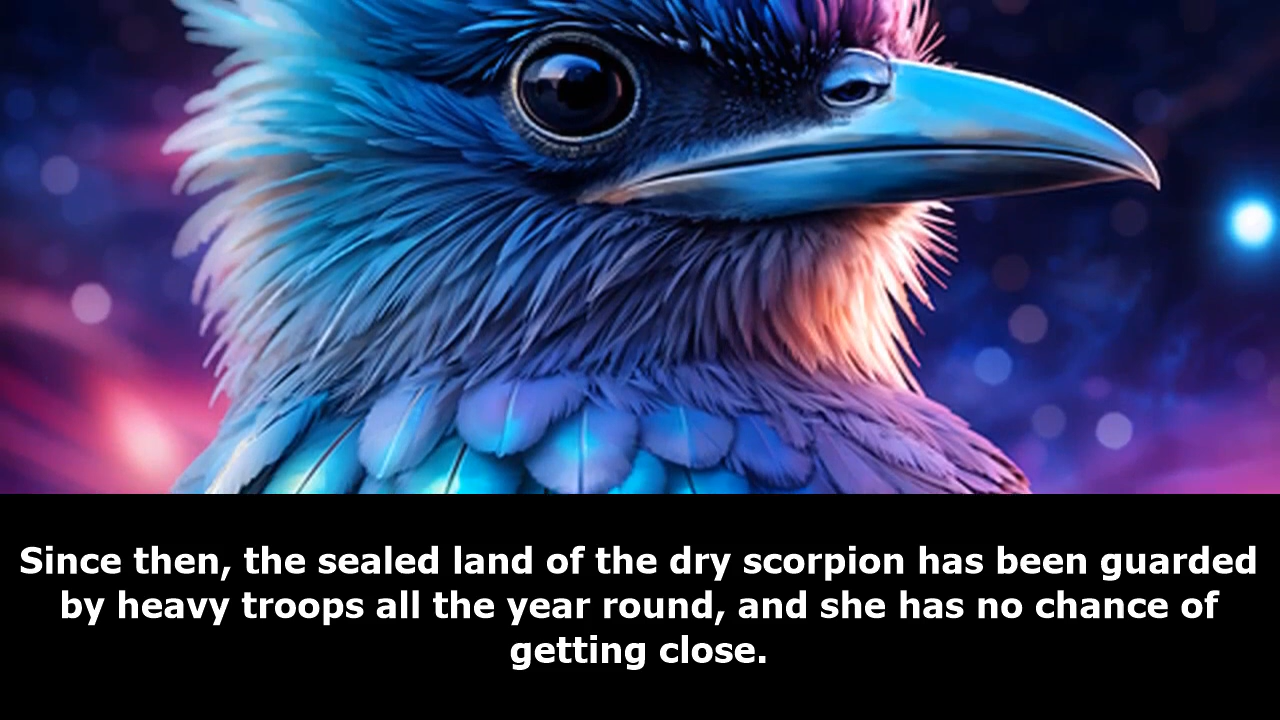 Since then, the sealed land of the dry scorpion has been guarded
by heavy troops all the year round, and she has no chance of
getting close.